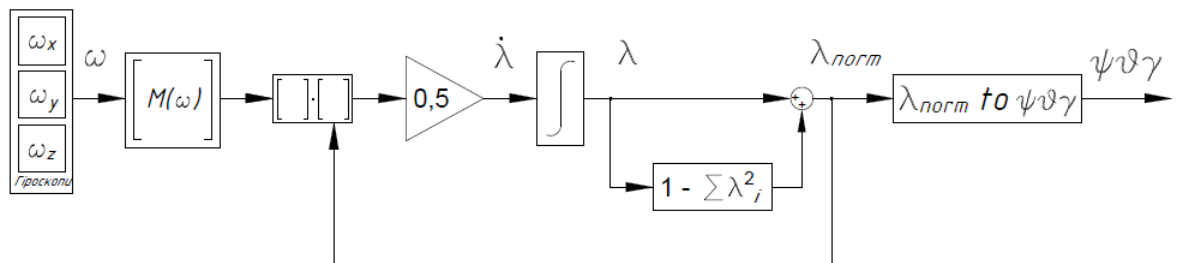 ωx
ωy
ωz
Гіроскопи
ω
M(ω)
[ ]·[ ]
0,5
λ̇
∫
λ
+
+
1 - ∑λ²i
λnorm
λnorm to ψϑγ
ψϑγ